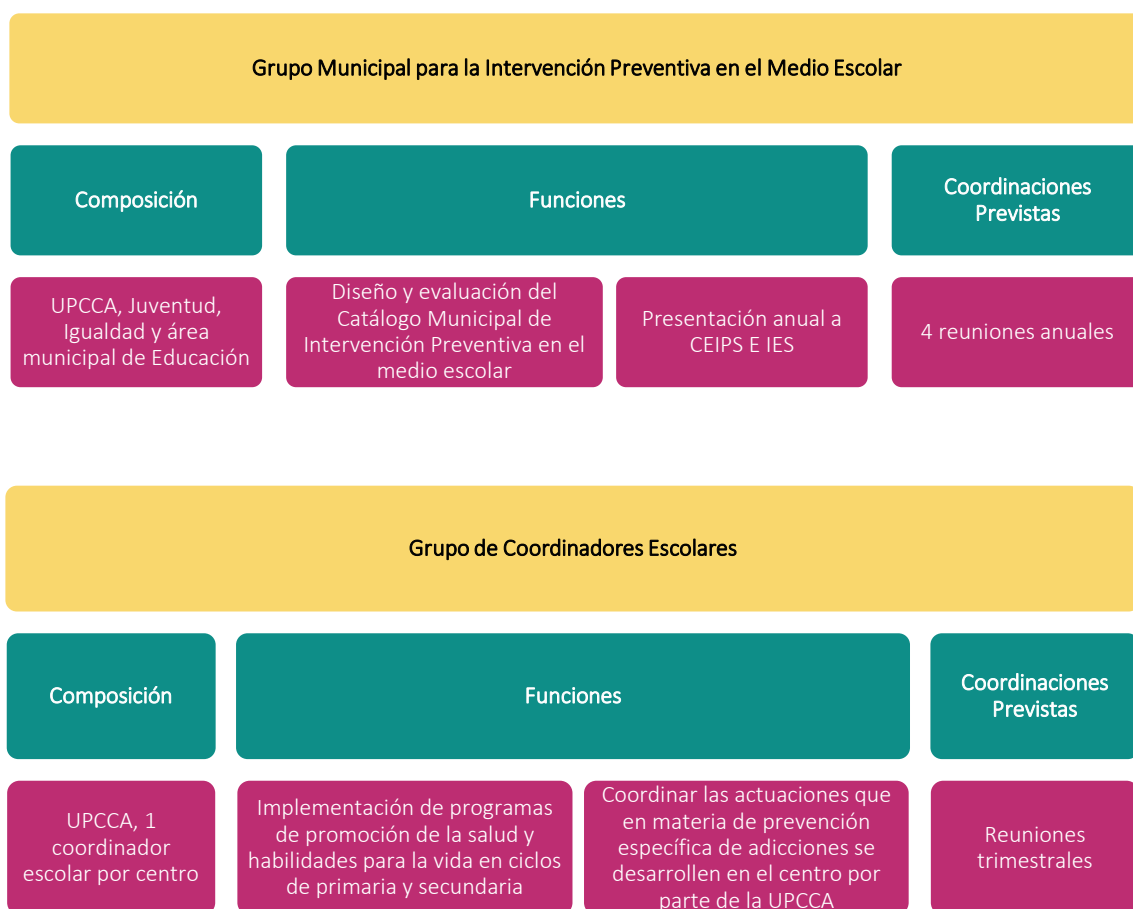 Grupo Municipal para la Intervención Preventiva en el Medio Escolar
Composición
Funciones
Coordinaciones
Previstas
UPCCA, Juventud,
Igualdad y área
municipal de Educación
Diseño y evaluación del
Catálogo Municipal de
Intervención Preventiva en el
medio escolar
Presentación anual a
CEIPS E IES
4 reuniones anuales
Grupo de Coordinadores Escolares
Composición
Funciones
Coordinaciones
Previstas
UPCCA, 1
coordinador
escolar por centro
Implementación de programas
de promoción de la salud y
habilidades para la vida en ciclos
de primaria y secundaria
Coordinar las actuaciones que
en materia de prevención
específica de adicciones se
desarrollen en el centro por
parte de la UPCCA
Reuniones
trimestrales